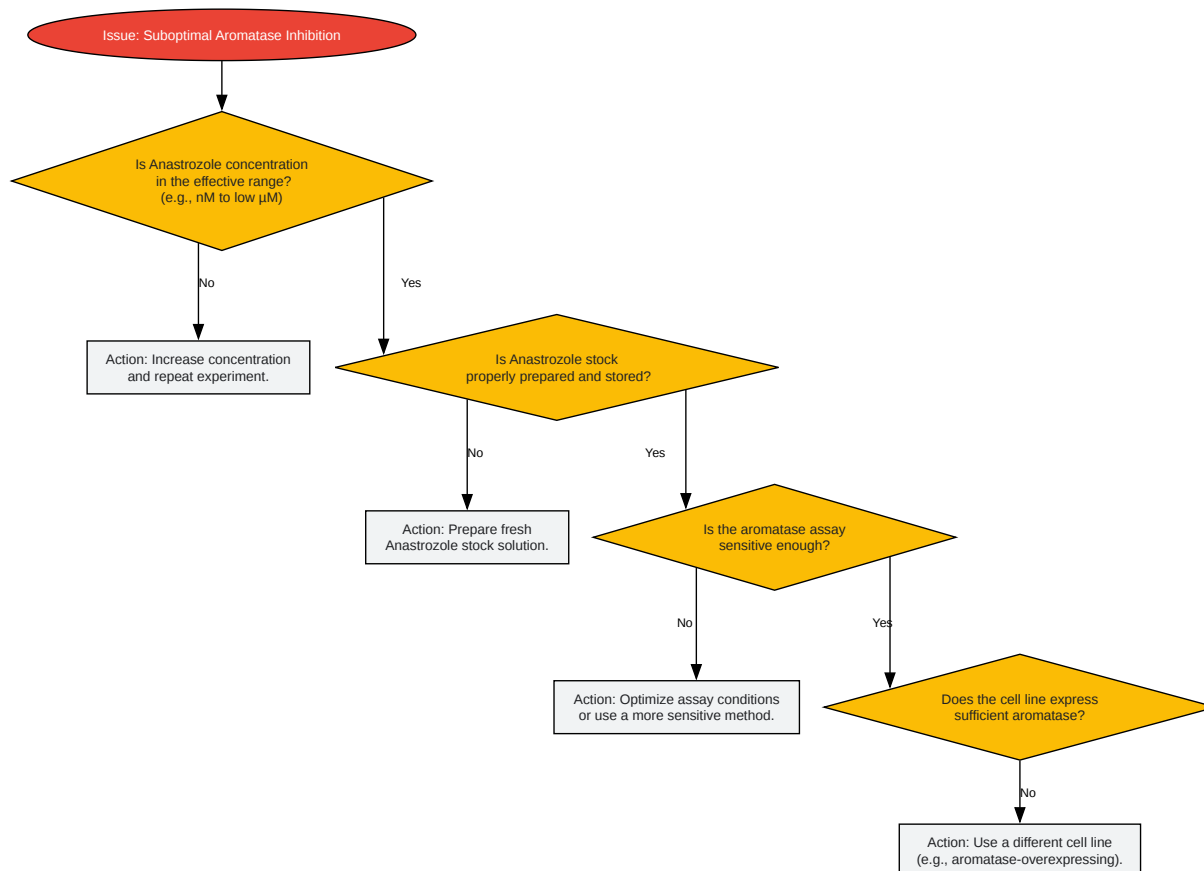 Issue: Suboptimal Aromatase Inhibition
Is Anastrozole concentration
in the effective range?
(e.g., nM to low µM)
No
Yes
Action: Increase concentration
and repeat experiment.
Is Anastrozole stock
properly prepared and stored?
No
Yes
Action: Prepare fresh
Anastrozole stock solution.
Is the aromatase assay
sensitive enough?
No
Yes
Action: Optimize assay conditions
or use a more sensitive method.
Does the cell line express
sufficient aromatase?
No
Action: Use a different cell line
(e.g., aromatase-overexpressing).